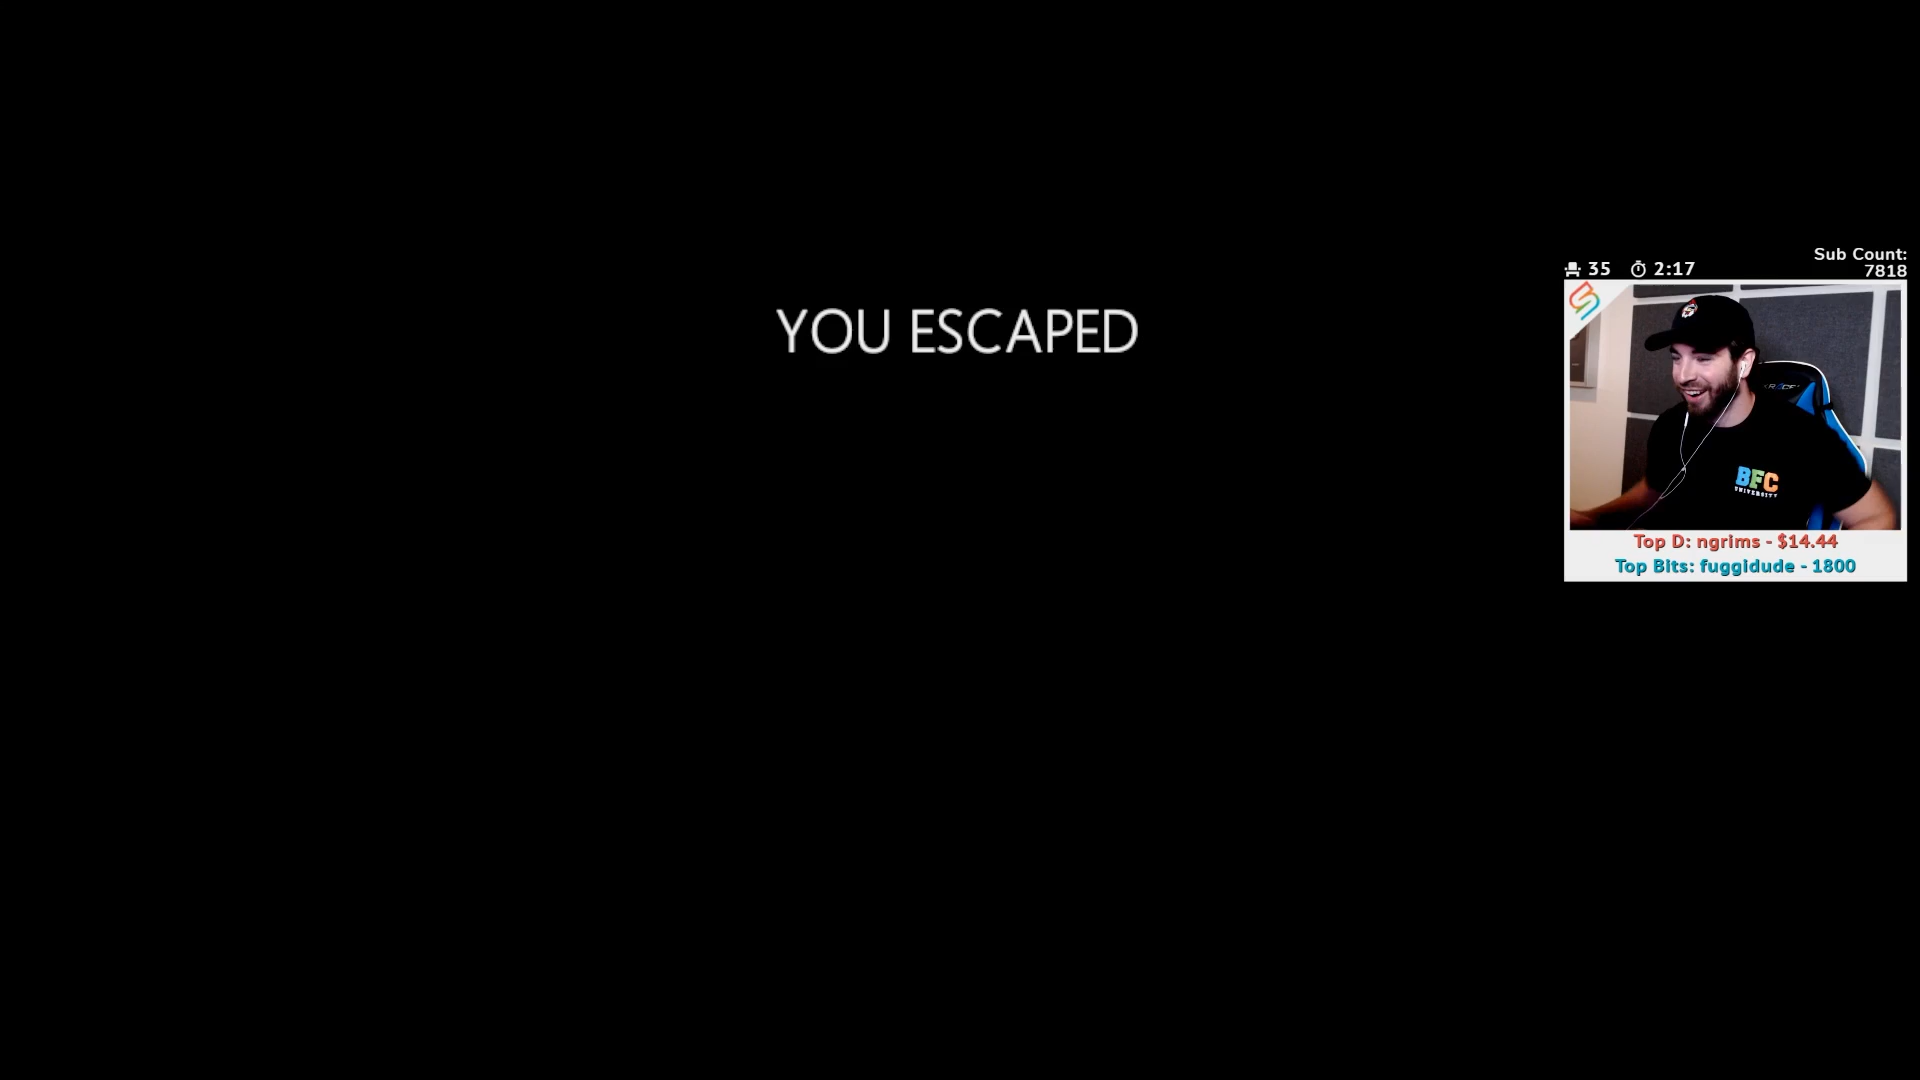 YOU ESCAPED
Sub Count:
7818
35 2:17
BFC
UNIVERSITY
Top D: ngrims - $14.44
Top Bits: fuggidude - 1800